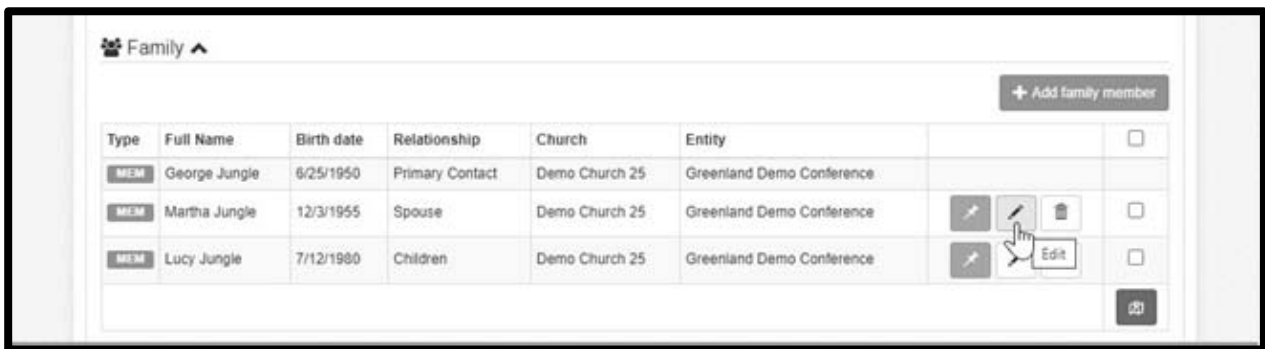 Family
+ Add family member
Type Full Name Birth date Relationship Church Entity
MEM George Jungle 6/25/1950 Primary Contact Demo Church 25 Greenland Demo Conference
MEM Martha Jungle 12/3/1955 Spouse Demo Church 25 Greenland Demo Conference
MEM Lucy Jungle 7/12/1980 Children Demo Church 25 Greenland Demo Conference
Edit